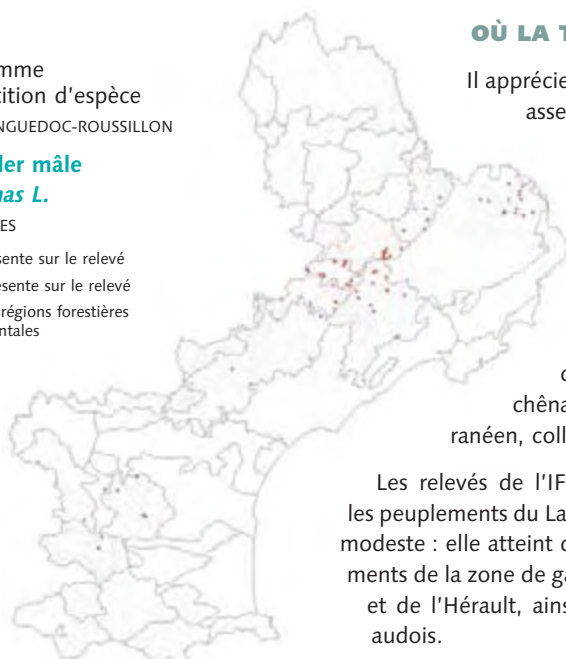 mme
tition d'espèce
NGUEDOC-ROUSSILLON
ler mâle
nas L.
ES
sente sur le relevé
ésente sur le relevé
régions forestières
ntales
OÙ LA T
Il apprécie
asse
chêna
ranéen, coll
Les relevés de l'IF
les peuplements du La
modeste : elle atteint d
ments de la zone de ga
et de l'Hérault, ains
audois.